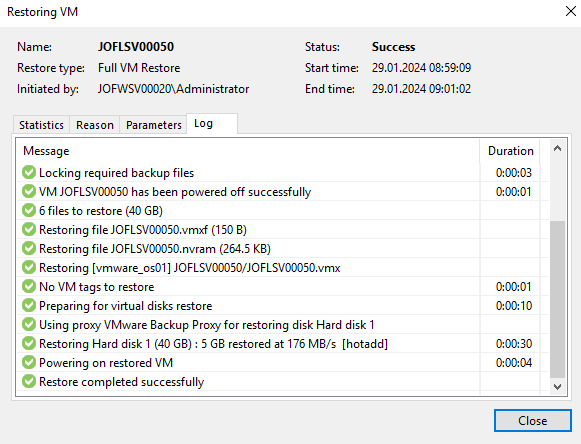 Restoring VM
Name: JOFLSV00050 Status: Success
Restore type: Full VM Restore Start time: 29.01.2024 08:59:09
Initiated by: JOFWSV00020\Administrator End time: 29.01.2024 09:01:02
Statistics Reason Parameters Log
Message Duration
Locking required backup files 0:00:03
VM JOFLSV00050 has been powered off successfully 0:00:01
6 files to restore (40 GB)
Restoring file JOFLSV00050.vmxf (150 B)
Restoring file JOFLSV00050.nvram (264.5 KB)
Restoring [vmware_os01] JOFLSV00050/JOFLSV00050.vmx
No VM tags to restore 0:00:01
Preparing for virtual disks restore 0:00:10
Using proxy VMware Backup Proxy for restoring disk Hard disk 1
Restoring Hard disk 1 (40 GB) : 5 GB restored at 176 MB/s [hotadd] 0:00:30
Powering on restored VM 0:00:04
Restore completed successfully
Close